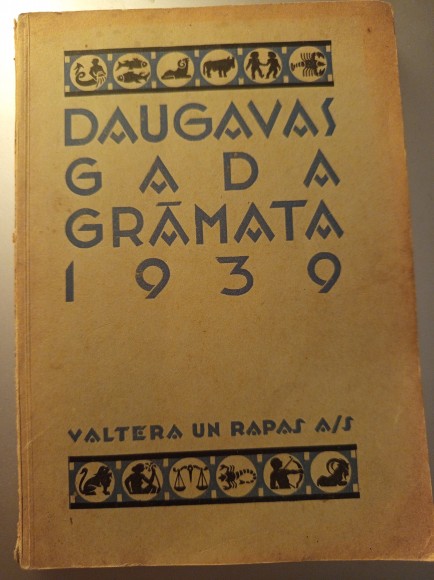 DAUGAVAS
GADA
GRĀMATA
1939
VALTERA UN RAPAS A/S